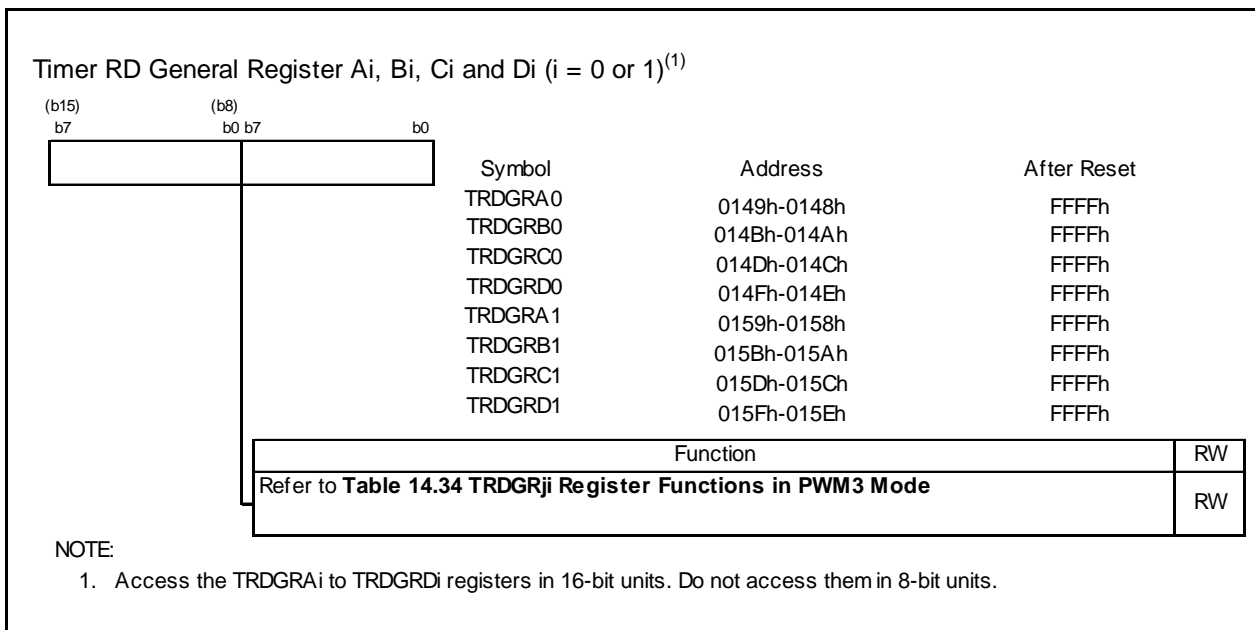 Timer RD General Register Ai, Bi, Ci and Di (i = 0 or 1)(1)
(b15) (b8)
b7 b0 b7 b0
Symbol Address After Reset
TRDGRA0 0149h-0148h FFFFh
TRDGRB0 014Bh-014Ah FFFFh
TRDGRC0 014Dh-014Ch FFFFh
TRDGRD0 014Fh-014Eh FFFFh
TRDGRA1 0159h-0158h FFFFh
TRDGRB1 015Bh-015Ah FFFFh
TRDGRC1 015Dh-015Ch FFFFh
TRDGRD1 015Fh-015Eh FFFFh
Function RW
Refer to Table 14.34 TRDGRji Register Functions in PWM3 Mode RW
NOTE:
1. Access the TRDGRAi to TRDGRDi registers in 16-bit units. Do not access them in 8-bit units.